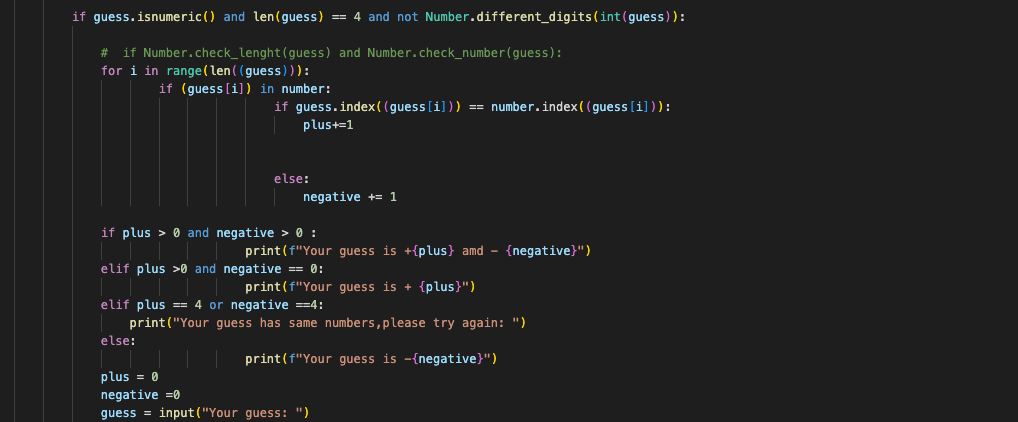 if guess.isnumeric() and len(guess) == 4 and not Number.different_digits(int(guess)):
#  if Number.check_lenght(guess) and Number.check_number(guess):
for i in range(len((guess))):
if (guess[i]) in number:
if guess.index((guess[i])) == number.index((guess[i])):
plus+=1
else:
negative += 1
if plus > 0 and negative > 0 :
print(f"Your guess is +{plus} amd - {negative}")
elif plus >0 and negative == 0:
print(f"Your guess is + {plus}")
elif plus == 4 or negative ==4:
print("Your guess has same numbers,please try again: ")
else:
print(f"Your guess is -{negative}")
plus = 0
negative =0
guess = input("Your guess: ")